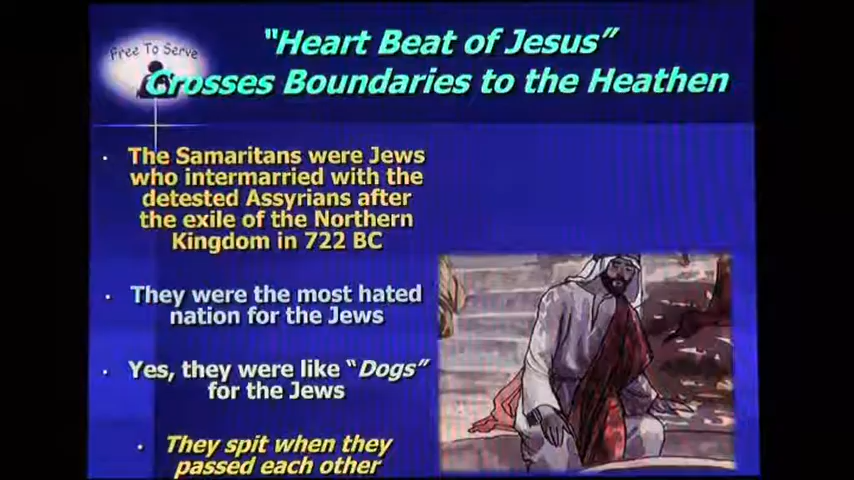 Free To Serve
"Heart Beat of Jesus"
Crosses Boundaries to the Heathen
• The Samaritans were Jews
who intermarried with the
detested Assyrians after
the exile of the Northern
Kingdom in 722 BC
• They were the most hated
nation for the Jews
• Yes, they were like "Dogs"
for the Jews
• They spit when they
passed each other